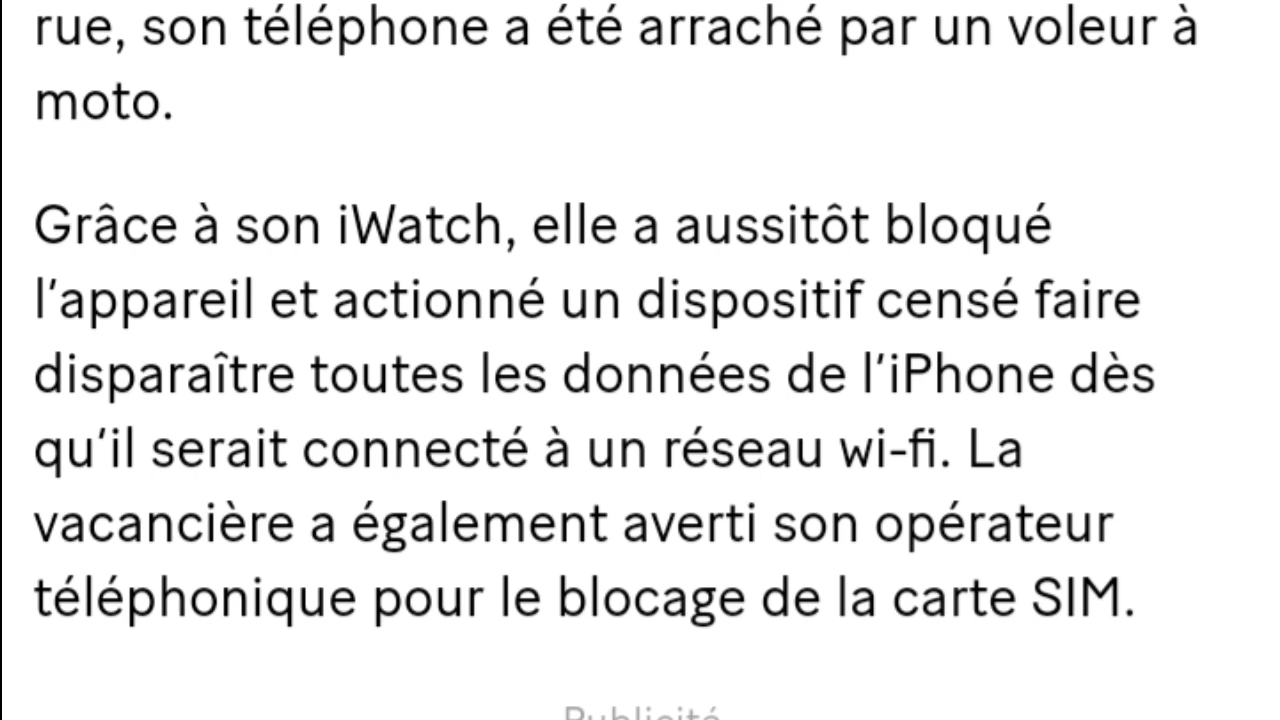 rue, son téléphone a été arraché par un voleur à
moto.
Grâce à son iWatch, elle a aussitôt bloqué
l’appareil et actionné un dispositif censé faire
disparaître toutes les données de l’iPhone dès
qu’il serait connecté à un réseau wi-fi. La
vacancière a également averti son opérateur
téléphonique pour le blocage de la carte SIM.
Publicité